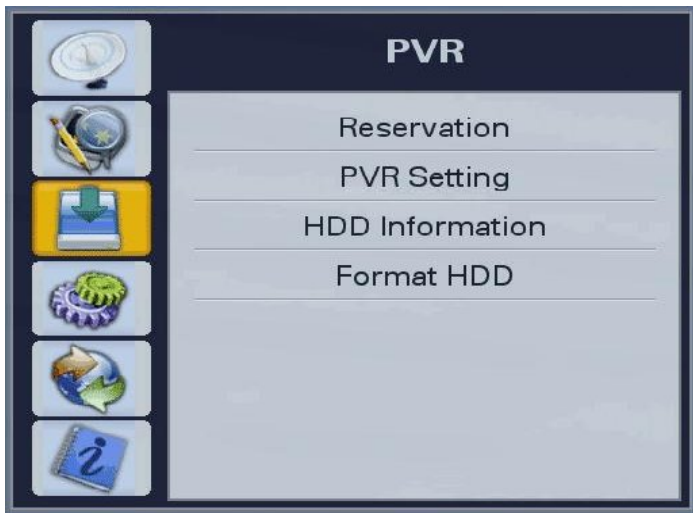 PVR
Reservation
PVR Setting
HDD Information
Format HDD
i